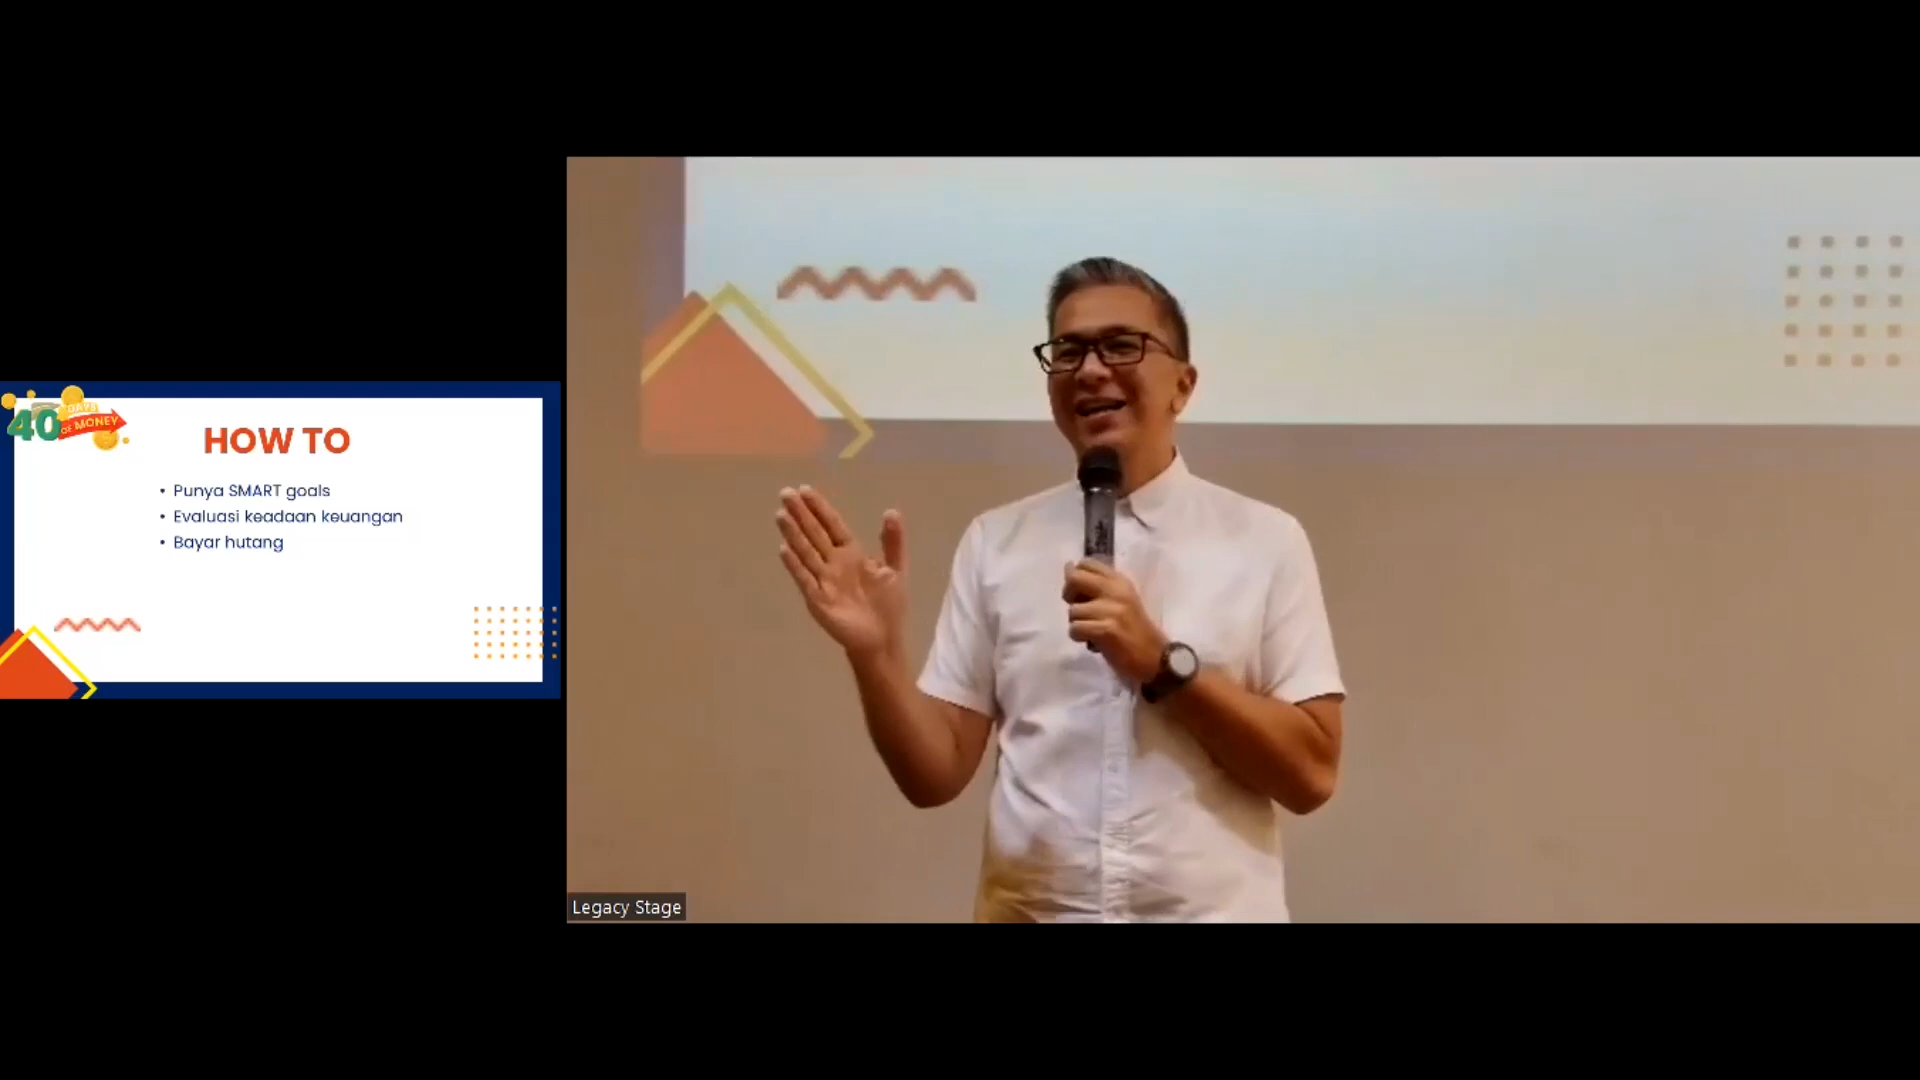 40 DAYS
OF MONEY
HOW TO
• Punya SMART goals
• Evaluasi keadaan keuangan
• Bayar hutang
Legacy Stage